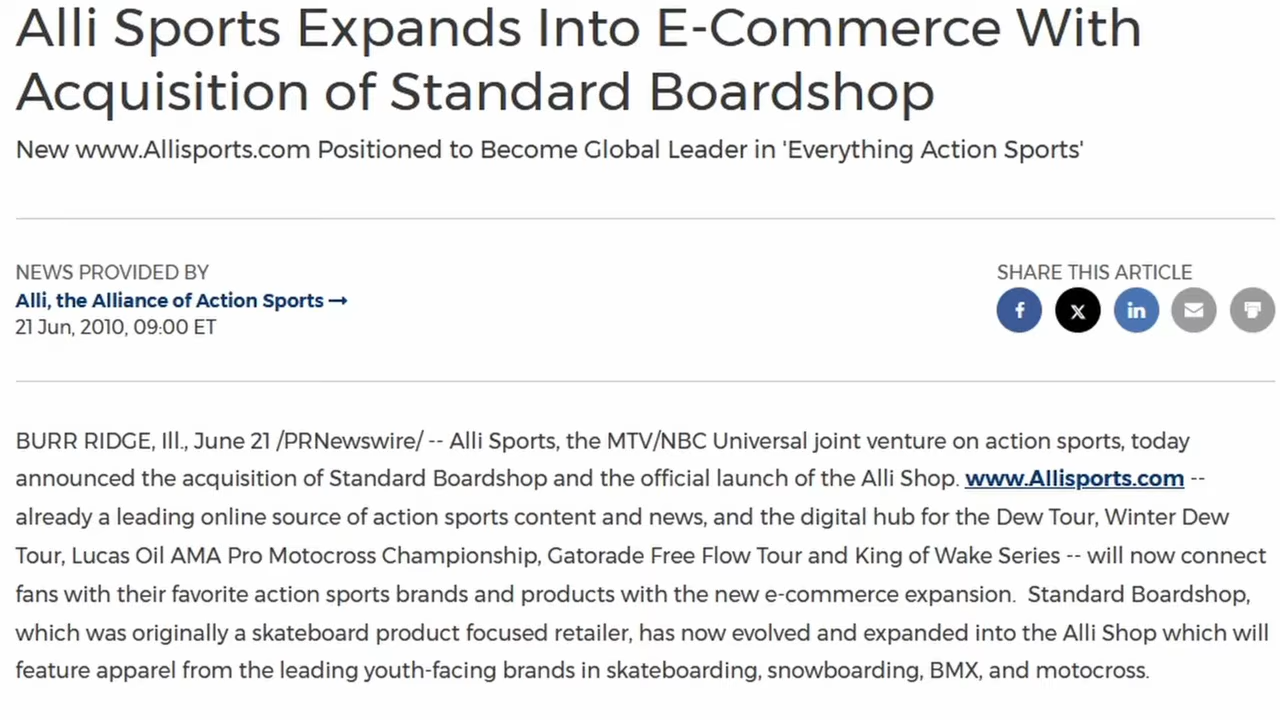 Alli Sports Expands Into E-Commerce With
Acquisition of Standard Boardshop
New www.Allisports.com Positioned to Become Global Leader in 'Everything Action Sports'
NEWS PROVIDED BY
Alli, the Alliance of Action Sports →
21 Jun, 2010, 09:00 ET
SHARE THIS ARTICLE
BURR RIDGE, Ill., June 21 /PRNewswire/ -- Alli Sports, the MTV/NBC Universal joint venture on action sports, today
announced the acquisition of Standard Boardshop and the official launch of the Alli Shop. www.Allisports.com --
already a leading online source of action sports content and news, and the digital hub for the Dew Tour, Winter Dew
Tour, Lucas Oil AMA Pro Motocross Championship, Gatorade Free Flow Tour and King of Wake Series -- will now connect
fans with their favorite action sports brands and products with the new e-commerce expansion.  Standard Boardshop,
which was originally a skateboard product focused retailer, has now evolved and expanded into the Alli Shop which will
feature apparel from the leading youth-facing brands in skateboarding, snowboarding, BMX, and motocross.